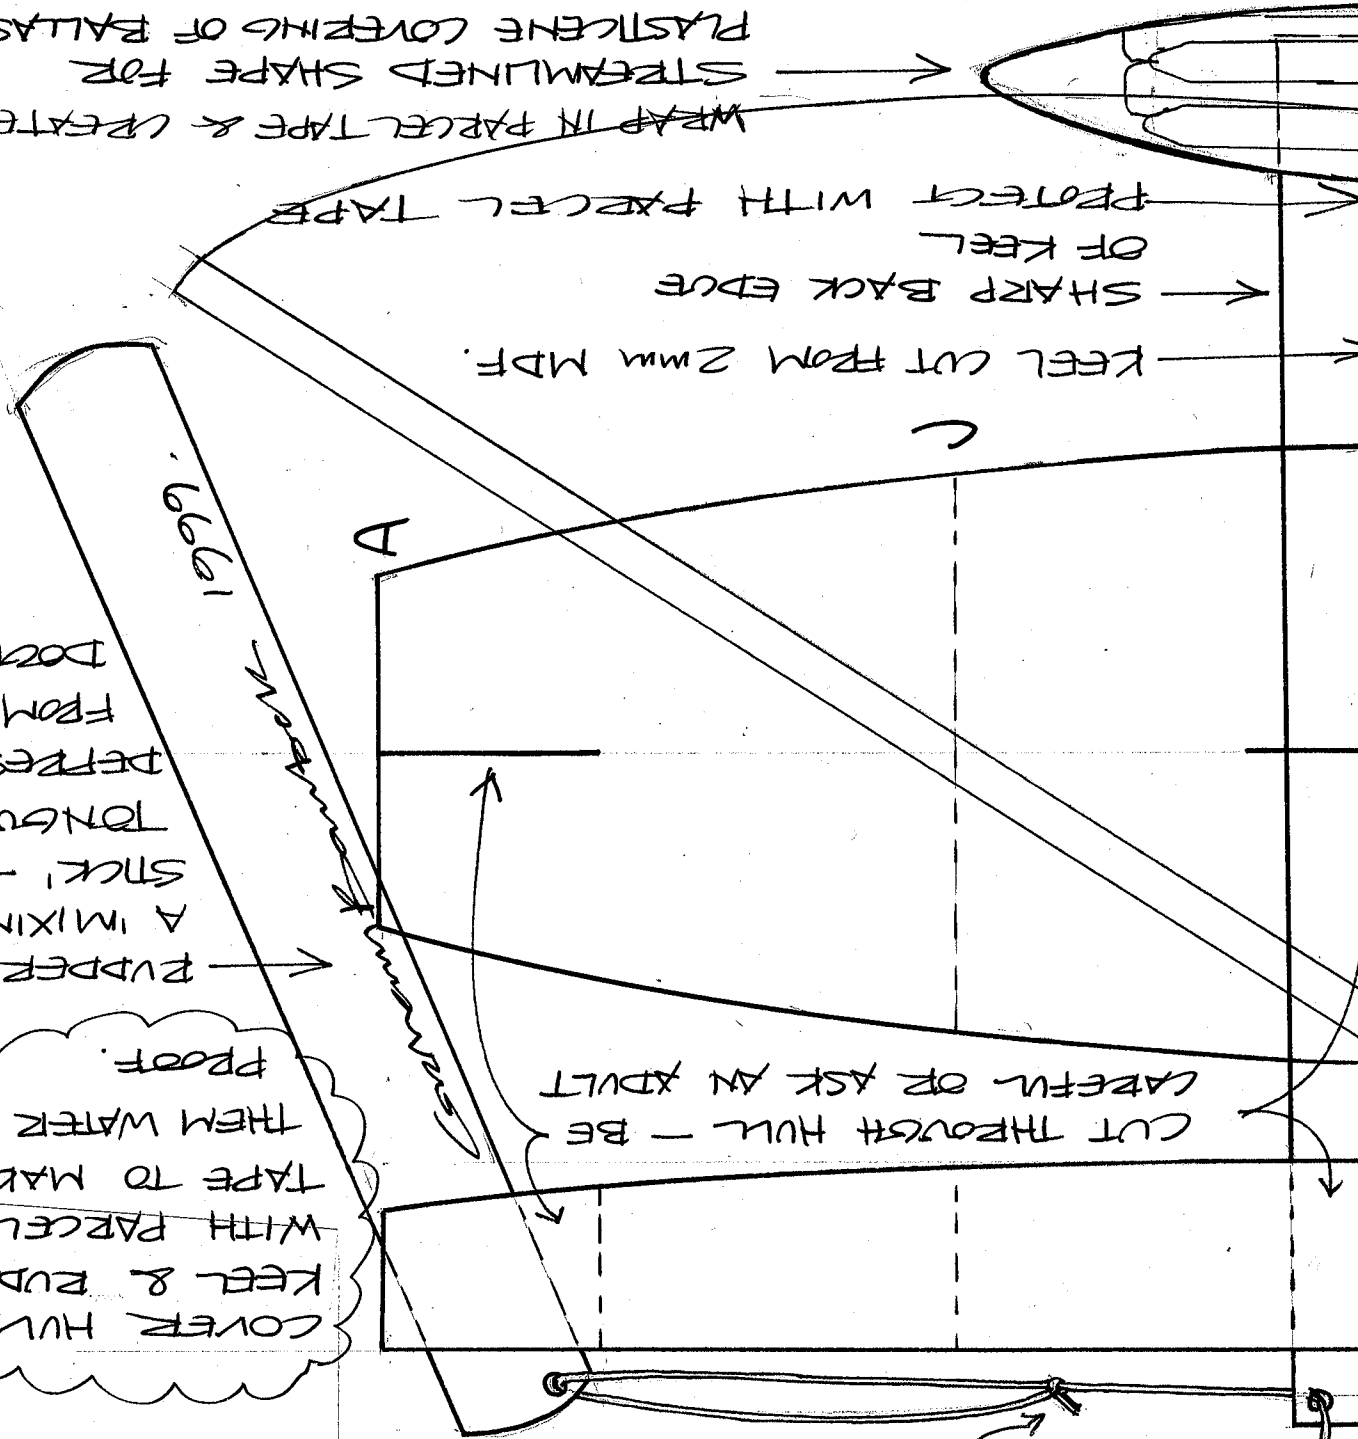 COVER HUL
KEEL & RUD
WITH PARCEL
TAPE TO MAK
THEM WATER
PROOF.
CUT THROUGH HULL – BE
CAREFUL OR ASK AN ADULT
RUDDER
A 'MIXIN
STICK' -
TONGU
DEPRES
FROM
1999.
A
C
KEEL CUT FROM 2mm MDF.
SHARP BACK EDGE
OF KEEL
PROTECT WITH PARCEL TAPE
WRAP IN PARCEL TAPE & CREATE
STREAMLINED SHAPE FOR
PLASTICENE COVERING OF BALLAS